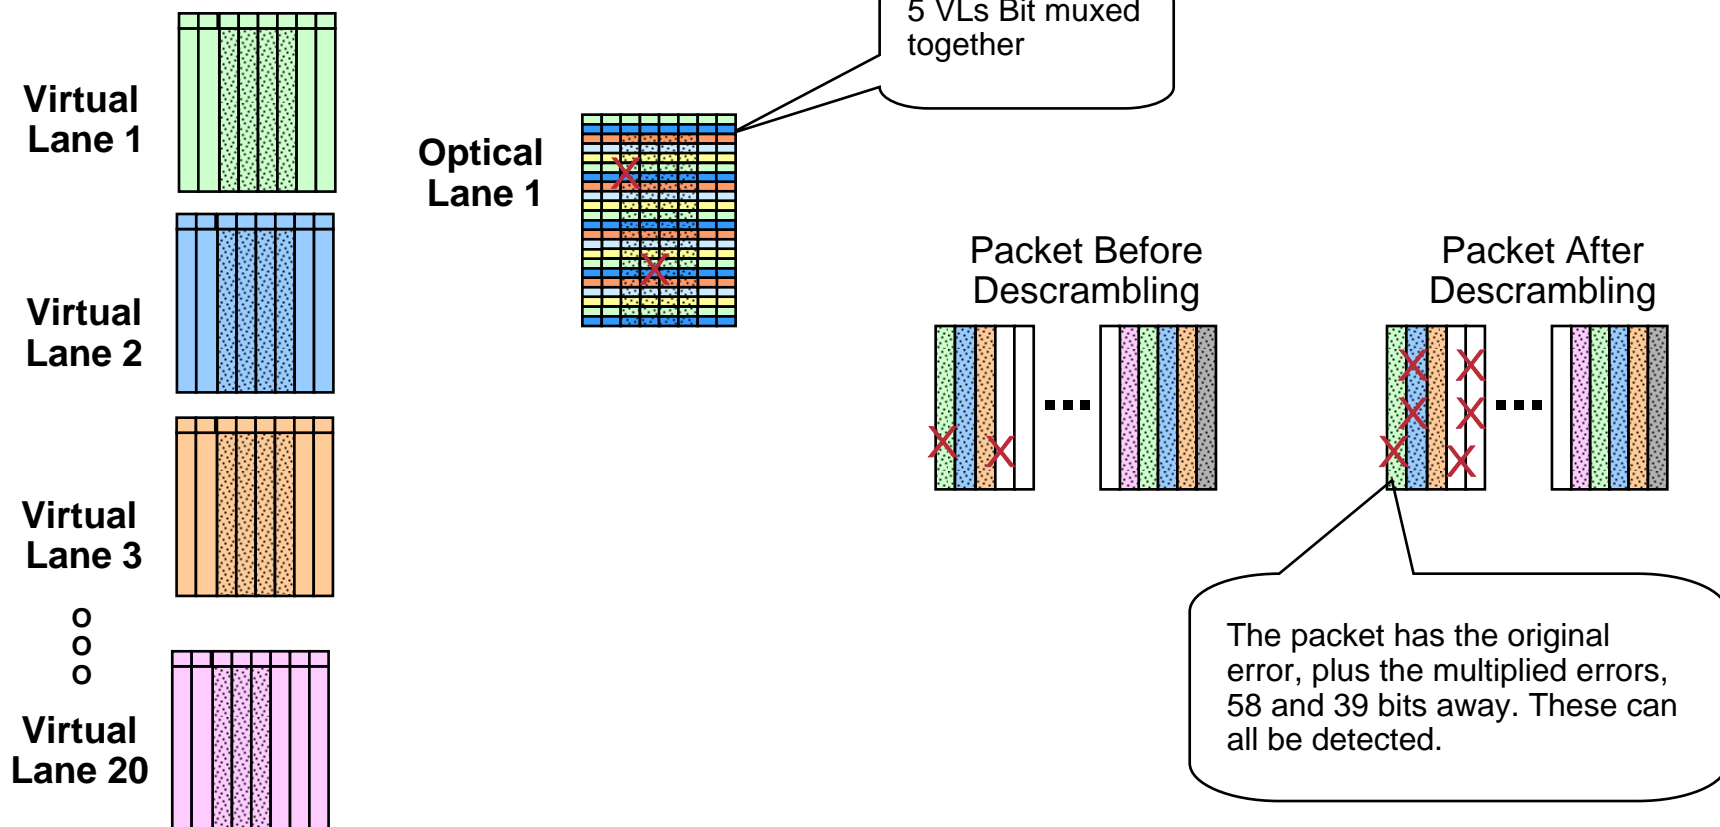 5 VLs Bit muxed
together
Virtual
Lane 1
Optical
Lane 1
Virtual
Lane 2
Packet Before
Descrambling
Packet After
Descrambling
Virtual
Lane 3
o
o
o
Virtual
Lane 20
The packet has the original
error, plus the multiplied errors,
58 and 39 bits away. These can
all be detected.